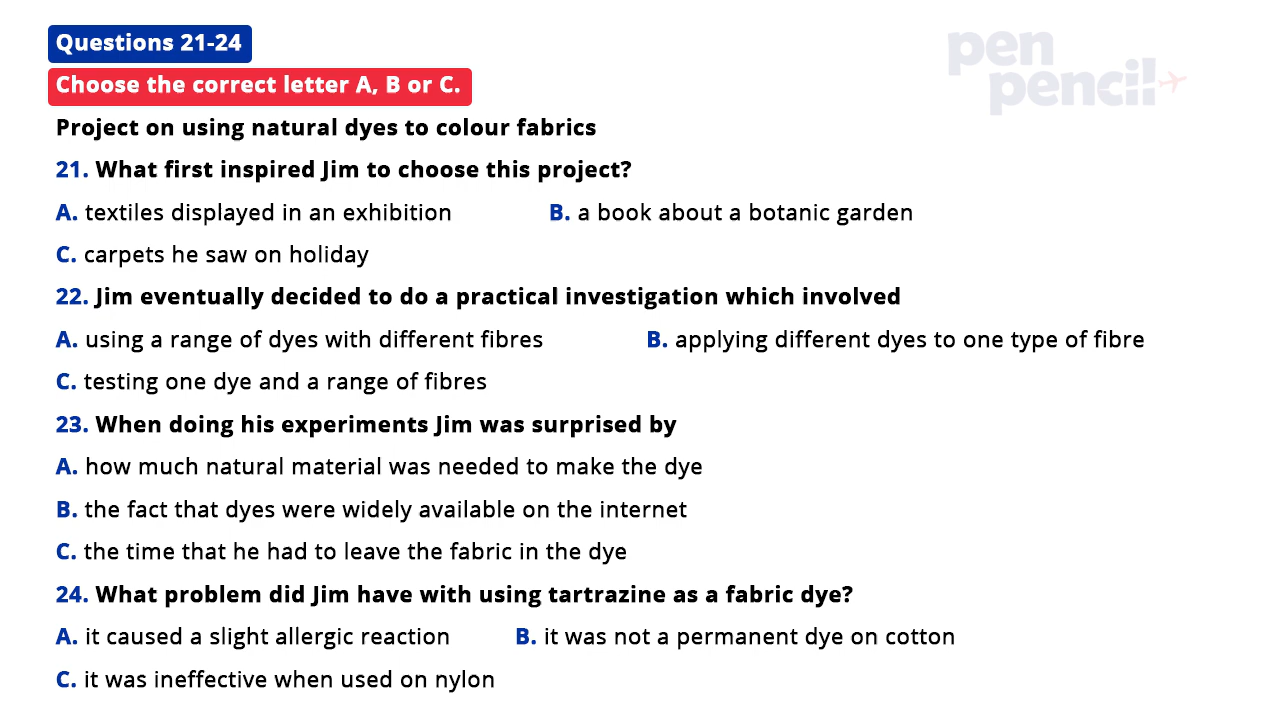 Questions 21-24
pen
pencil
Choose the correct letter A, B or C.
Project on using natural dyes to colour fabrics
21. What first inspired Jim to choose this project?
A. textiles displayed in an exhibition B. a book about a botanic garden
C. carpets he saw on holiday
22. Jim eventually decided to do a practical investigation which involved
A. using a range of dyes with different fibres B. applying different dyes to one type of fibre
C. testing one dye and a range of fibres
23. When doing his experiments Jim was surprised by
A. how much natural material was needed to make the dye
B. the fact that dyes were widely available on the internet
C. the time that he had to leave the fabric in the dye
24. What problem did Jim have with using tartrazine as a fabric dye?
A. it caused a slight allergic reaction B. it was not a permanent dye on cotton
C. it was ineffective when used on nylon